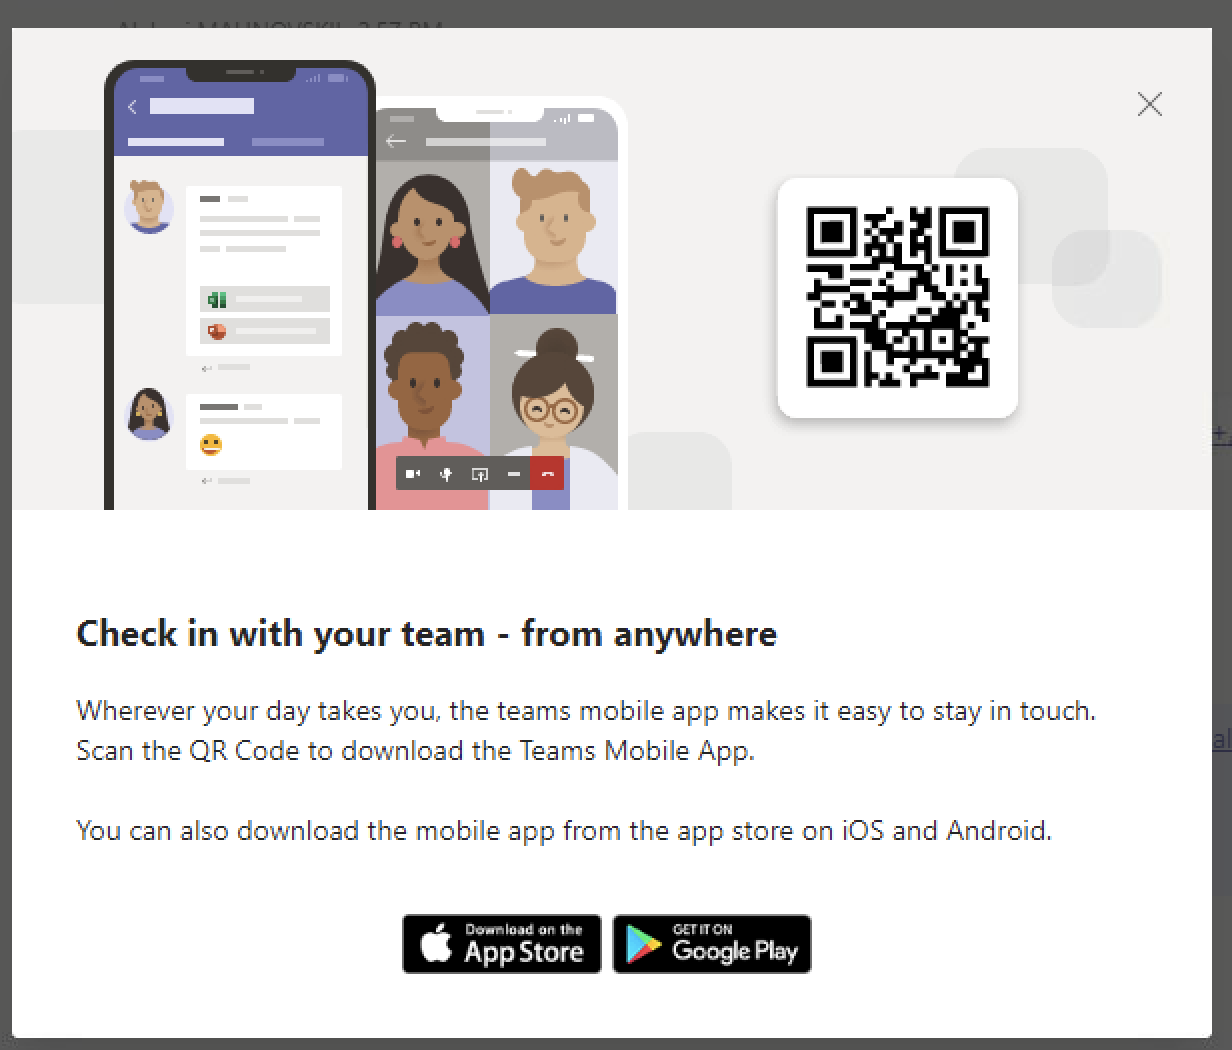 3:57 PM
Check in with your team - from anywhere
Wherever your day takes you, the teams mobile app makes it easy to stay in touch.
Scan the QR Code to download the Teams Mobile App.
You can also download the mobile app from the app store on iOS and Android.
Download on the
App Store
GET IT ON
Google Play